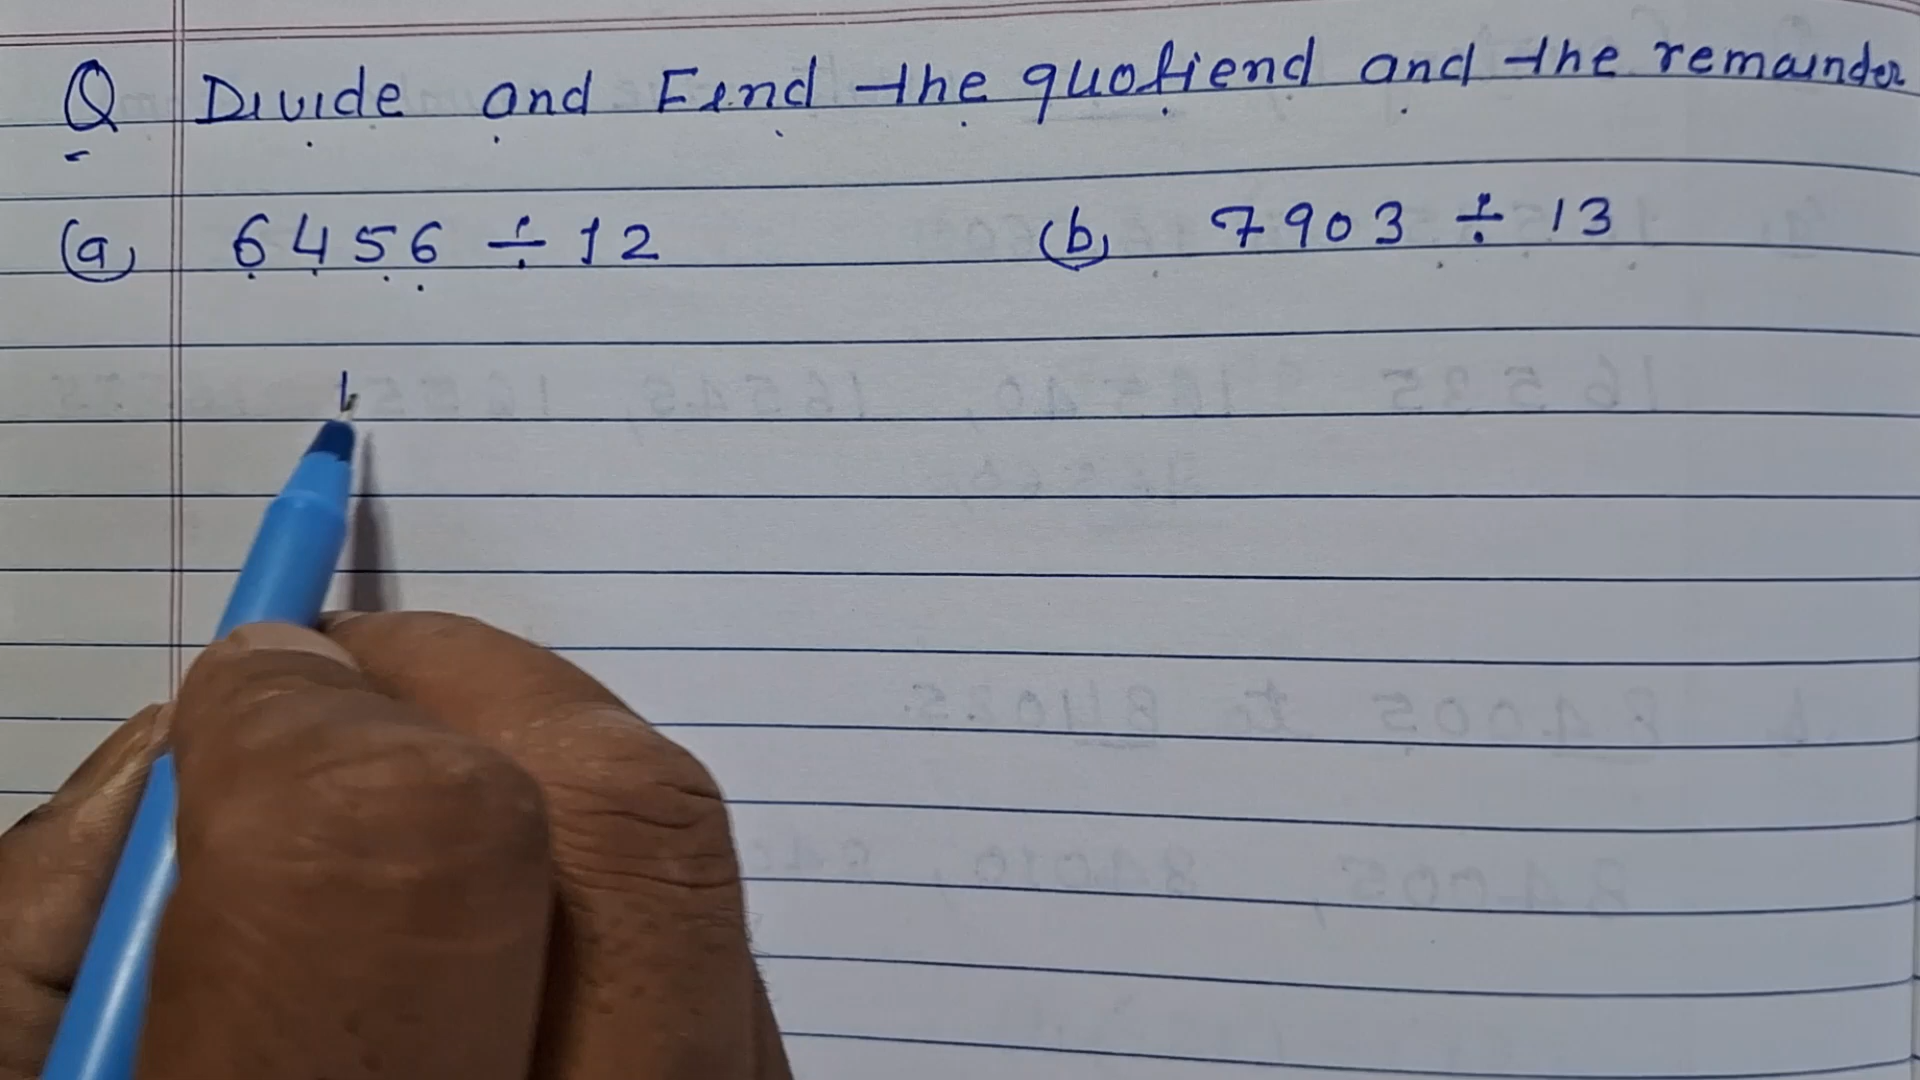 Q Divide and Find the quotiend and the remainder
(a) 6456 ÷ 12 (b) 7903 ÷ 13